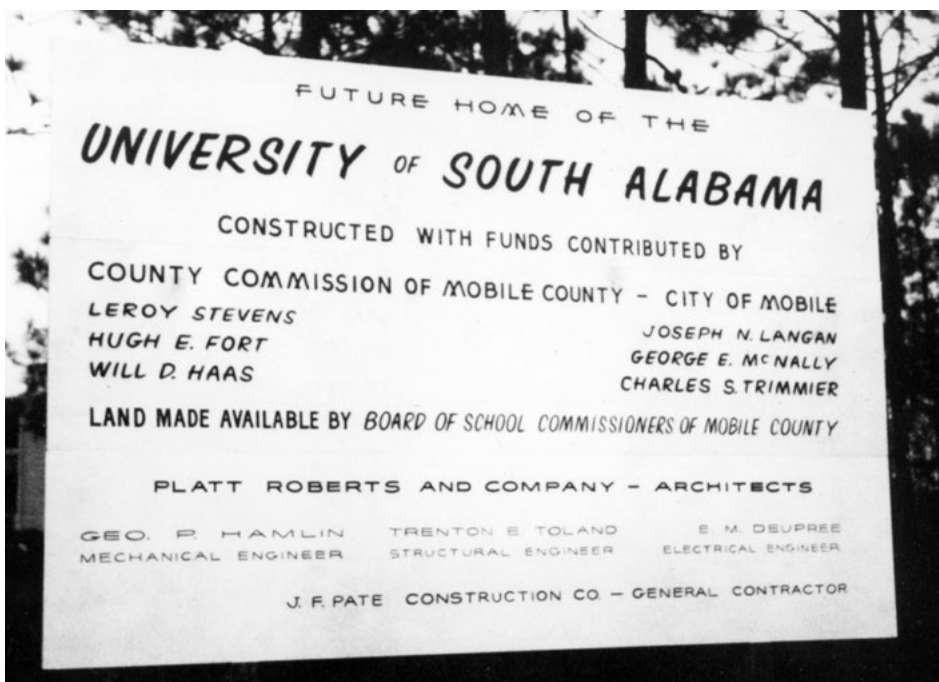 FUTURE HOME OF THE
UNIVERSITY OF SOUTH ALABAMA
CONSTRUCTED WITH FUNDS CONTRIBUTED BY
COUNTY COMMISSION OF MOBILE COUNTY - CITY OF MOBILE
LEROY STEVENS JOSEPH N. LANGAN
HUGH E. FORT GEORGE E. McNALLY
WILL D. HAAS CHARLES S. TRIMMIER
LAND MADE AVAILABLE BY BOARD OF SCHOOL COMMISSIONERS OF MOBILE COUNTY
PLATT ROBERTS AND COMPANY - ARCHITECTS
GEO. P. HAMLIN TRENTON E. TOLAND E. M. DEUPREE
MECHANICAL ENGINEER STRUCTURAL ENGINEER ELECTRICAL ENGINEER
J. F. PATE CONSTRUCTION CO. - GENERAL CONTRACTOR